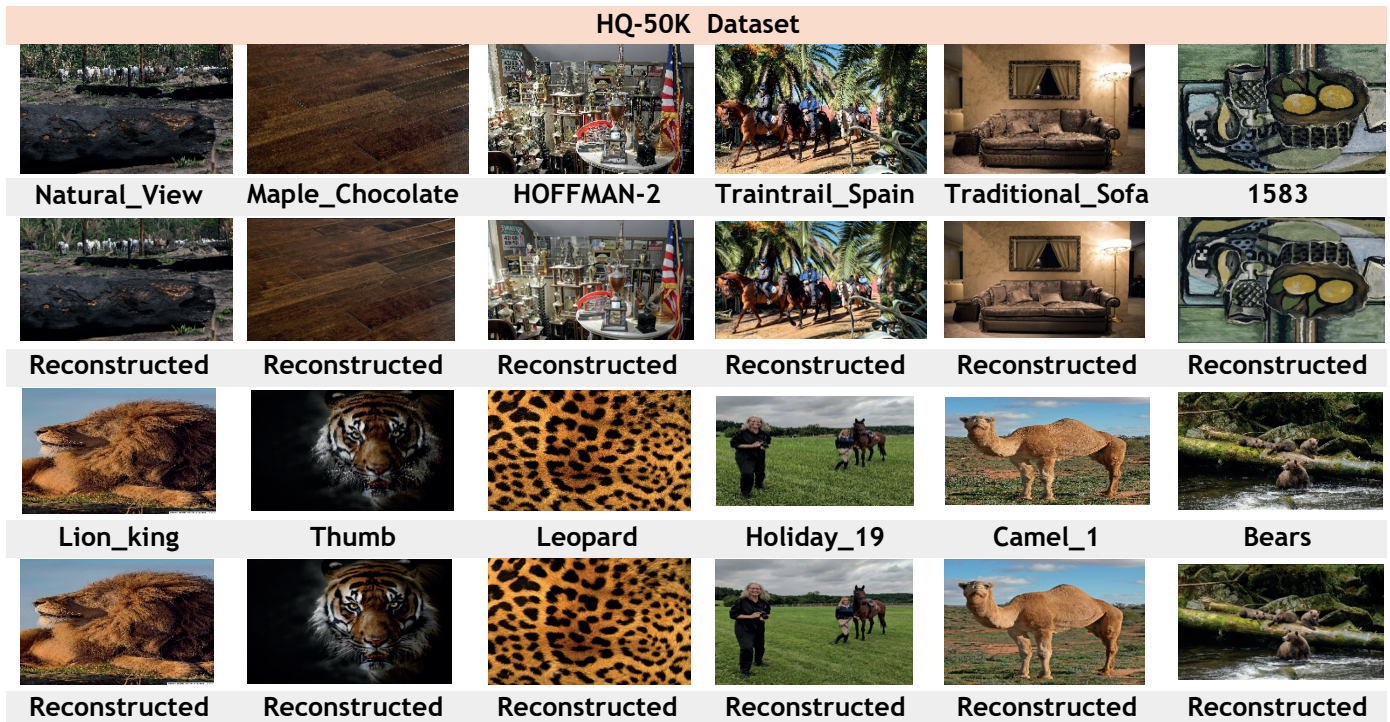 HQ-50K Dataset
Natural_View Maple_Chocolate HOFFMAN-2 Traintrail_Spain Traditional_Sofa 1583
Reconstructed Reconstructed Reconstructed Reconstructed Reconstructed Reconstructed
Lion_king Thumb Leopard Holiday_19 Camel_1 Bears
Reconstructed Reconstructed Reconstructed Reconstructed Reconstructed Reconstructed